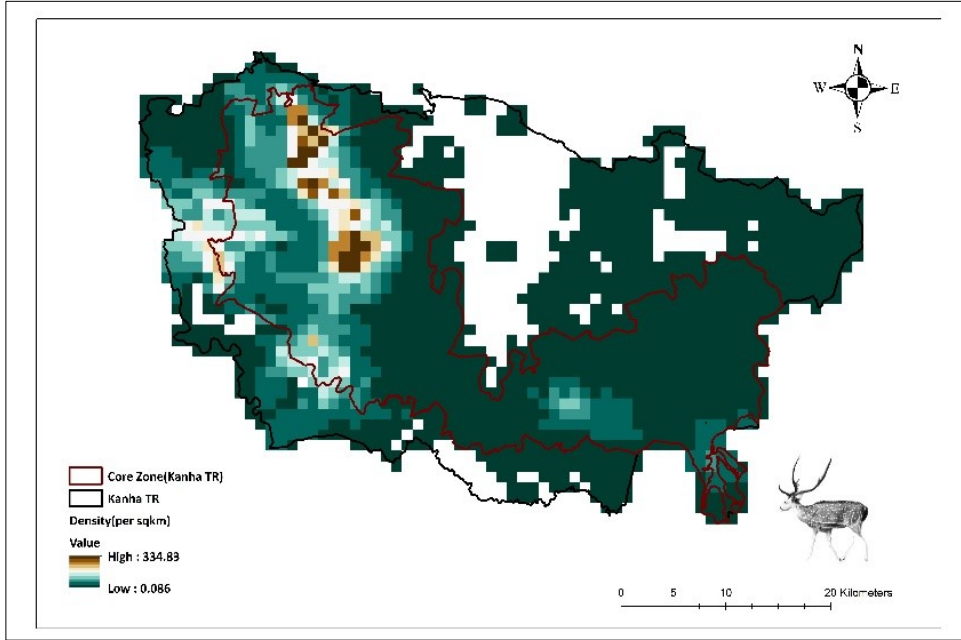 N
W E
S
Core Zone(Kanha TR)
Kanha TR
Density(per sqkm)
Value
High : 334.83
Low : 0.086
0 5 10 20 Kilometers